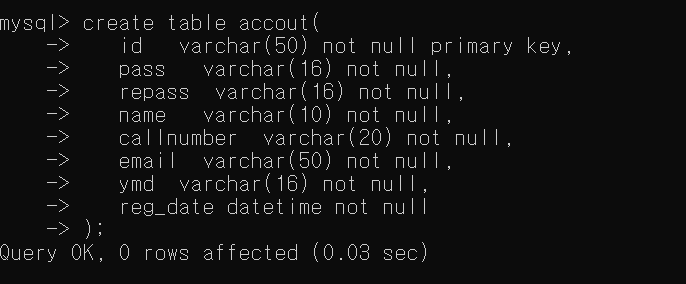 mysql> create table accout(
    ->    id   varchar(50) not null primary key,
    ->    pass   varchar(16) not null,
    ->    repass  varchar(16) not null,
    ->    name   varchar(10) not null,
    ->    callnumber  varchar(20) not null,
    ->    email  varchar(50) not null,
    ->    ymd  varchar(16) not null,
    ->    reg_date datetime not null
    -> );
Query OK, 0 rows affected (0.03 sec)